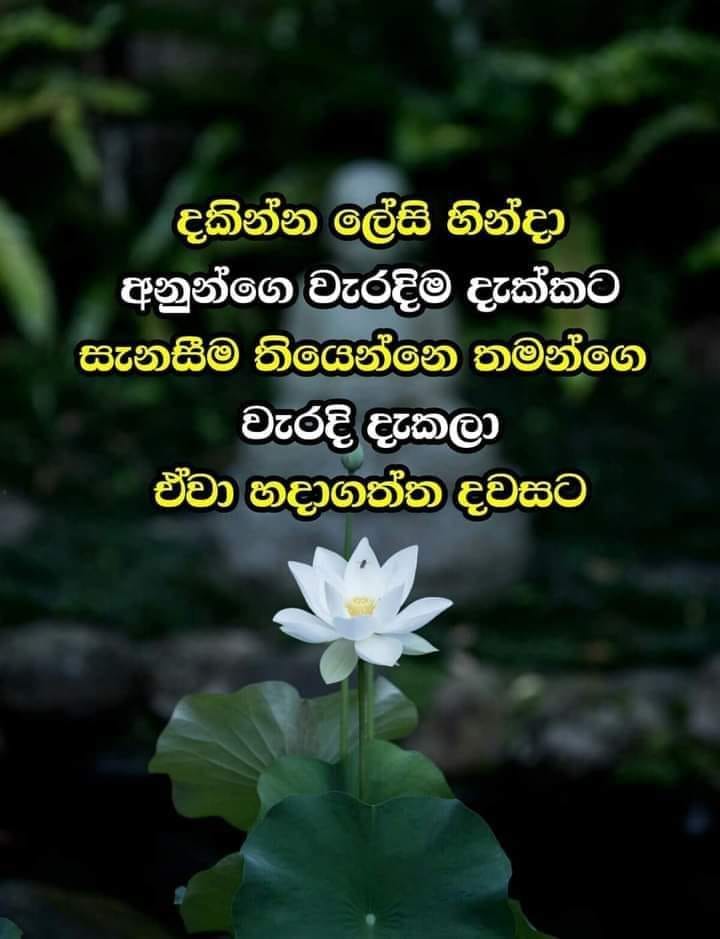 දකින්න ලේසි හින්දා
අනුන්ගෙ වැරදිම දැක්කට
සැනසීම තියෙන්නෙ තමන්ගෙ
වැරදි දැකලා
ඒවා හදාගත්ත දවසට